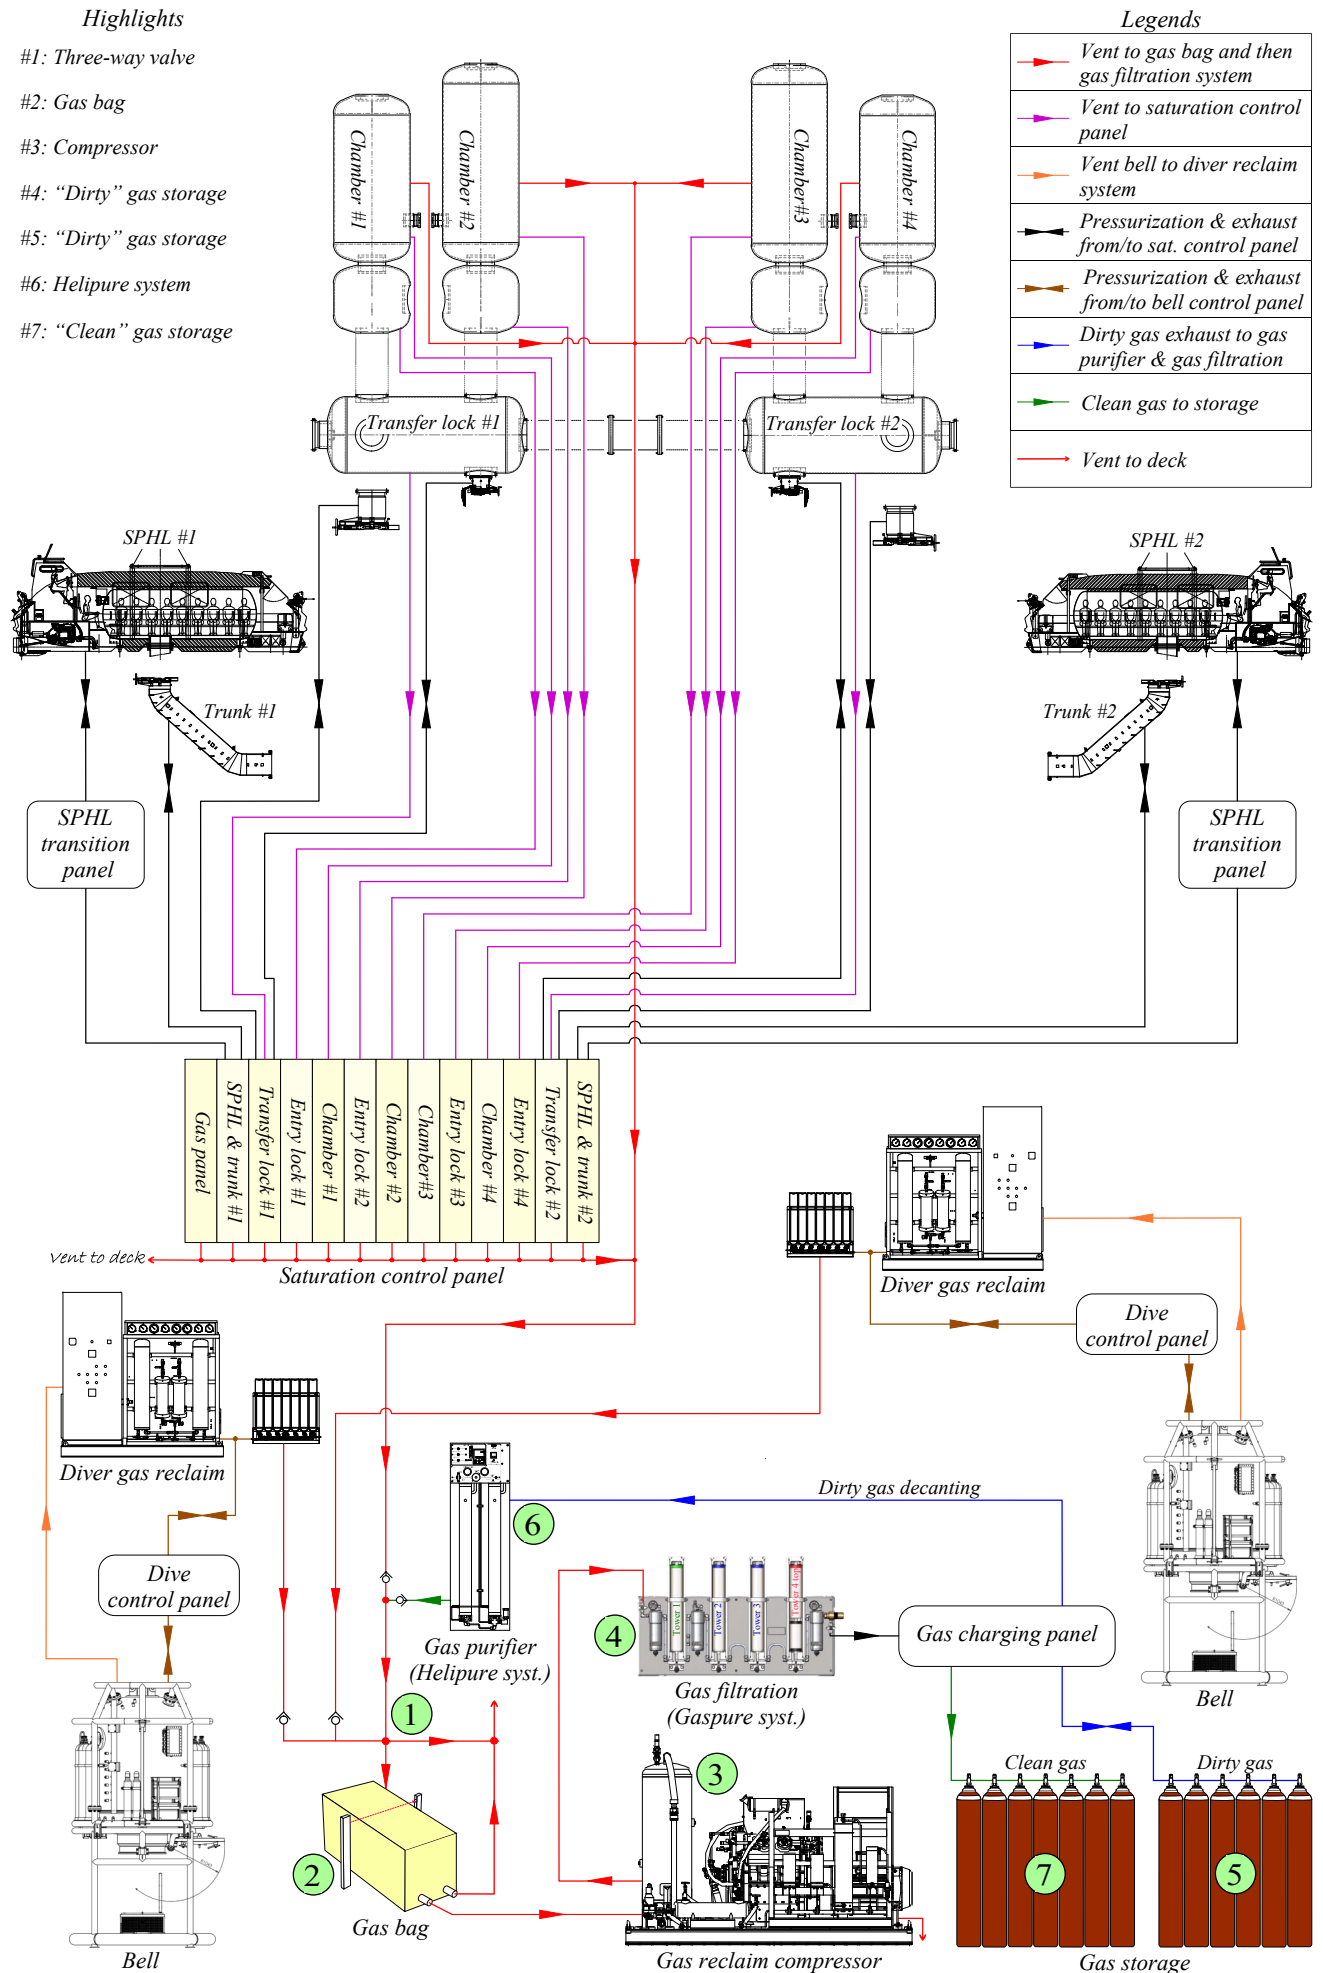 Highlights
#1: Three-way valve
#2: Gas bag
#3: Compressor
#4: “Dirty” gas storage
#5: “Dirty” gas storage
#6: Helipure system
#7: “Clean” gas storage
Legends
Vent to gas bag and then
gas filtration system
Vent to saturation control
panel
Vent bell to diver reclaim
system
Pressurization & exhaust
from/to sat. control panel
Pressurization & exhaust
from/to bell control panel
Dirty gas exhaust to gas
purifier & gas filtration
Clean gas to storage
Vent to deck
Chamber #1
Chamber #2
Chamber#3
Chamber #4
Transfer lock #1
Transfer lock #2
SPHL #1
SPHL #2
Trunk #1
Trunk #2
SPHL
transition
panel
SPHL
transition
panel
Gas panel
SPHL & trunk #1
Transfer lock #1
Entry lock #1
Chamber #1
Entry lock #2
Chamber #2
Chamber#3
Entry lock #3
Chamber #4
Entry lock #4
Transfer lock #2
SPHL & trunk #2
Vent to deck
Saturation control panel
Diver gas reclaim
Dive
control panel
Diver gas reclaim
Dive
control panel
Dirty gas decanting
6
Gas purifier
(Helipure syst.)
Tower 1
Tower 2
Tower 3
Tower 4 top
4
Gas filtration
(Gaspure syst.)
Gas charging panel
Bell
1
2
Gas bag
3
Gas reclaim compressor
Clean gas
Dirty gas
7
5
Gas storage
Bell